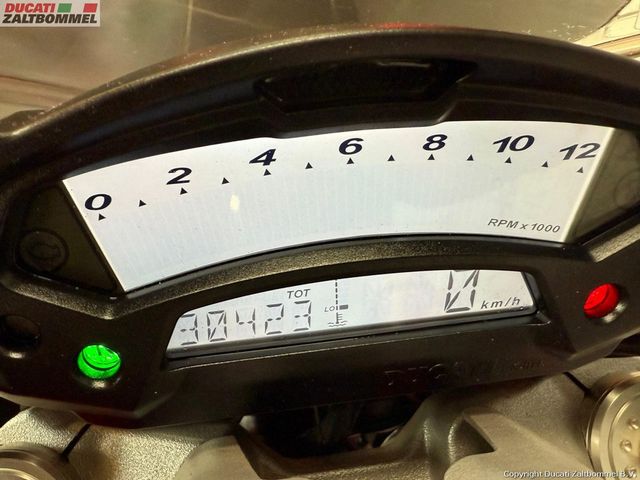 DUCATI
ZALTBOMMEL
0 2 4 6 8 10 12
RPM x 1000
TOT
30423 LO 0 km/h
DUCATI
Copyright Ducati Zaltbommel B.V.